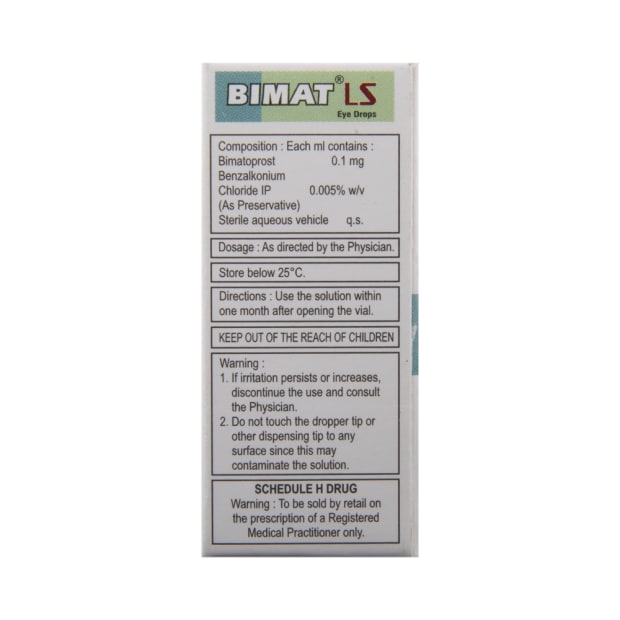 BIMAT® LS
Eye Drops
Composition : Each ml contains :
Bimatoprost 0.1 mg
Benzalkonium
Chloride IP 0.005% w/v
(As Preservative)
Sterile aqueous vehicle q.s.
Dosage : As directed by the Physician.
Store below 25°C.
Directions : Use the solution within
one month after opening the vial.
KEEP OUT OF THE REACH OF CHILDREN
Warning :
1. If irritation persists or increases,
discontinue the use and consult
the Physician.
2. Do not touch the dropper tip or
other dispensing tip to any
surface since this may
contaminate the solution.
SCHEDULE H DRUG
Warning : To be sold by retail on
the prescription of a Registered
Medical Practitioner only.